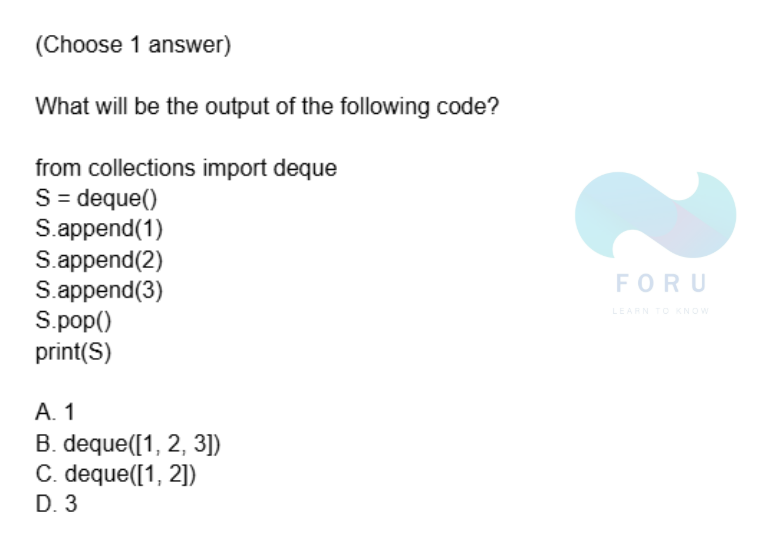 (Choose 1 answer)
What will be the output of the following code?
from collections import deque
S = deque()
S.append(1)
S.append(2)
S.append(3)
S.pop()
print(S)
A. 1
B. deque([1, 2, 3])
C. deque([1, 2])
D. 3
FORU
LEARN TO KNOW